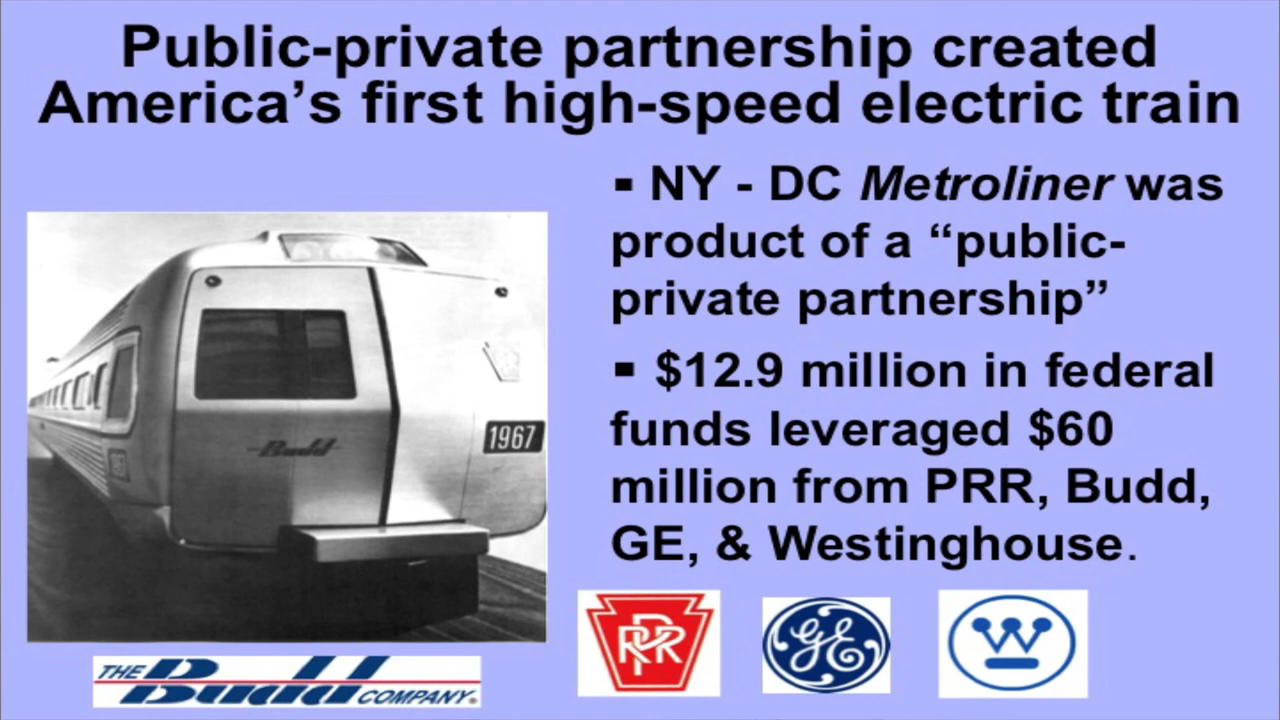 Public-private partnership created
America's first high-speed electric train
▪ NY - DC Metroliner was
product of a “public-
private partnership”
▪ $12.9 million in federal
funds leveraged $60
million from PRR, Budd,
GE, & Westinghouse.
Budd
1967
THE Budd COMPANY®
PRR
GE
W